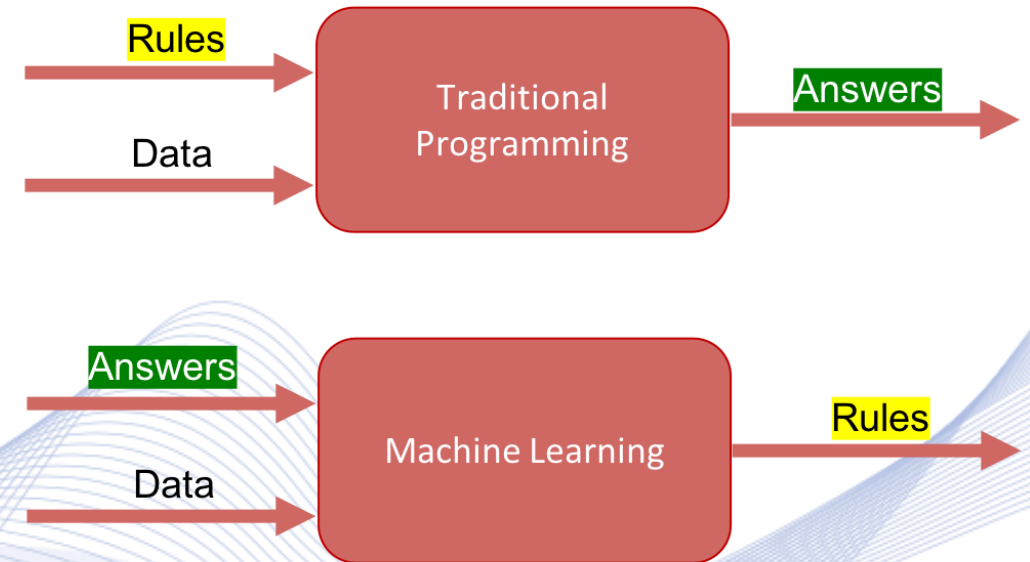 Rules
Data
Traditional
Programming
Answers
Answers
Data
Machine Learning
Rules